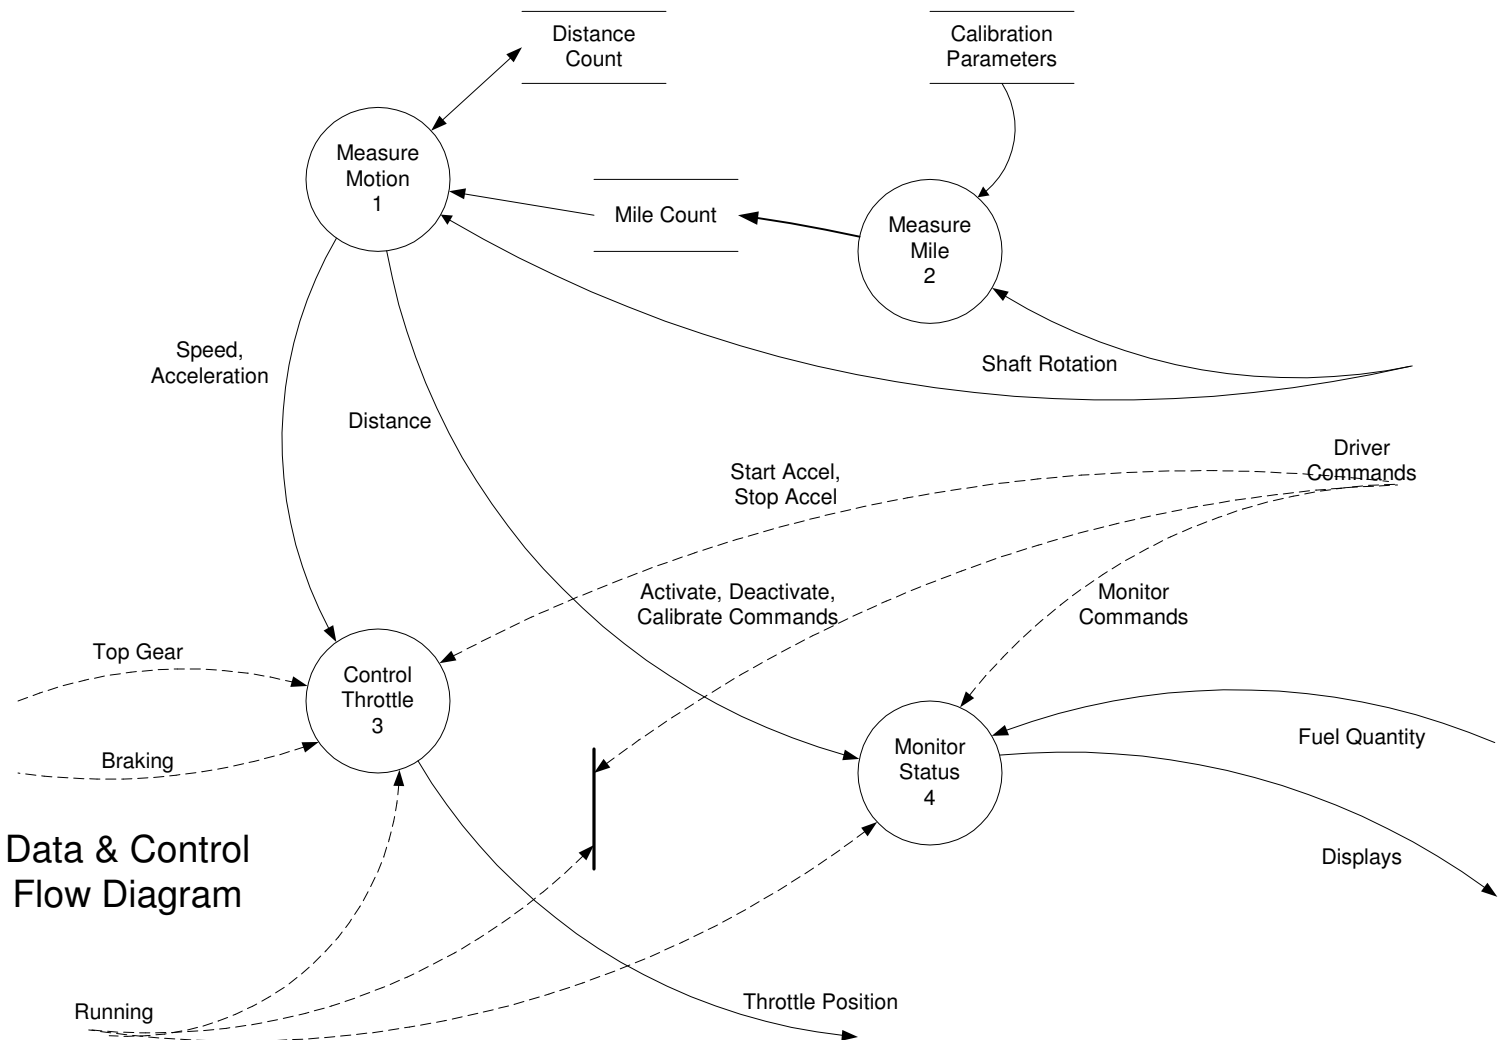 Distance
Count
Calibration
Parameters
Measure
Motion
1
Mile Count
Measure
Mile
2
Speed,
Acceleration
Shaft Rotation
Distance
Driver
Commands
Start Accel,
Stop Accel
Activate, Deactivate,
Calibrate Commands
Monitor
Commands
Top Gear
Control
Throttle
3
Braking
Monitor
Status
4
Fuel Quantity
Displays
Data & Control
Flow Diagram
Running
Throttle Position